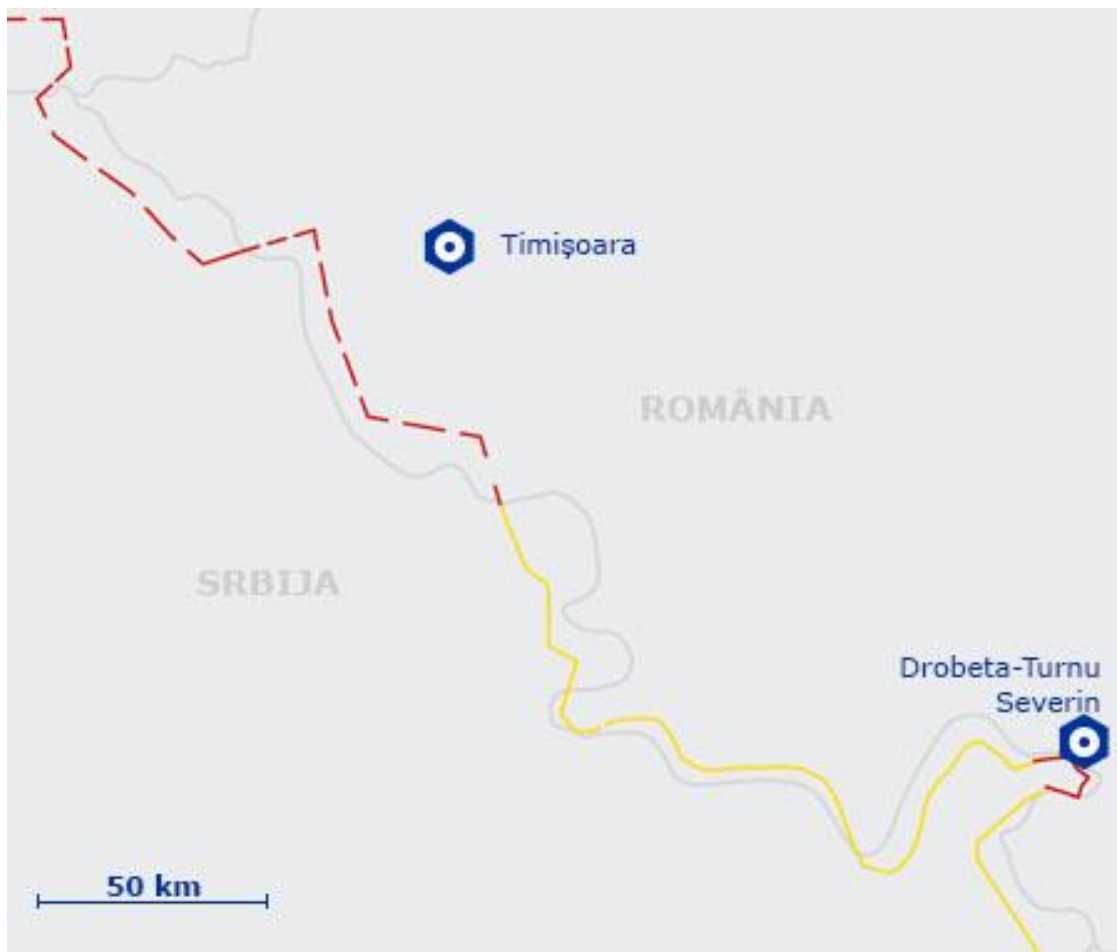 Timişoara
ROMÂNIA
SRBIJA
Drobeta-Turnu
Severin
50 km